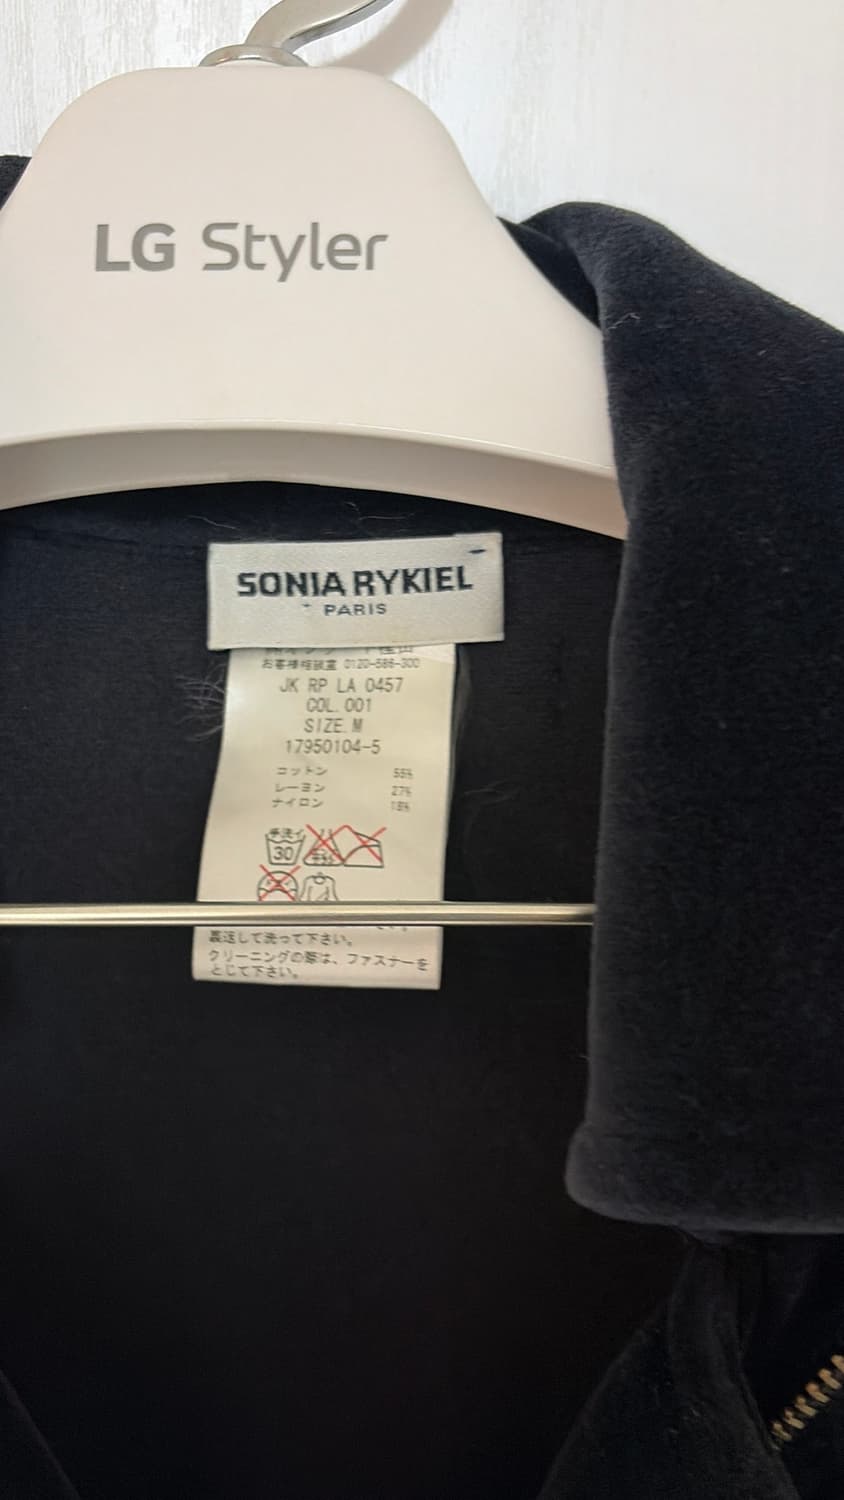 LG Styler
SONIA RYKIEL
PARIS
お客様相談室 0120-586-300
JK RP LA 0457
COL. 001
SIZE. M
17950104-5
コットン 55%
レーヨン 27%
ナイロン 18%
手洗イ
30
裏返して洗って下さい。
クリーニングの際は、ファスナーを
とじて下さい。